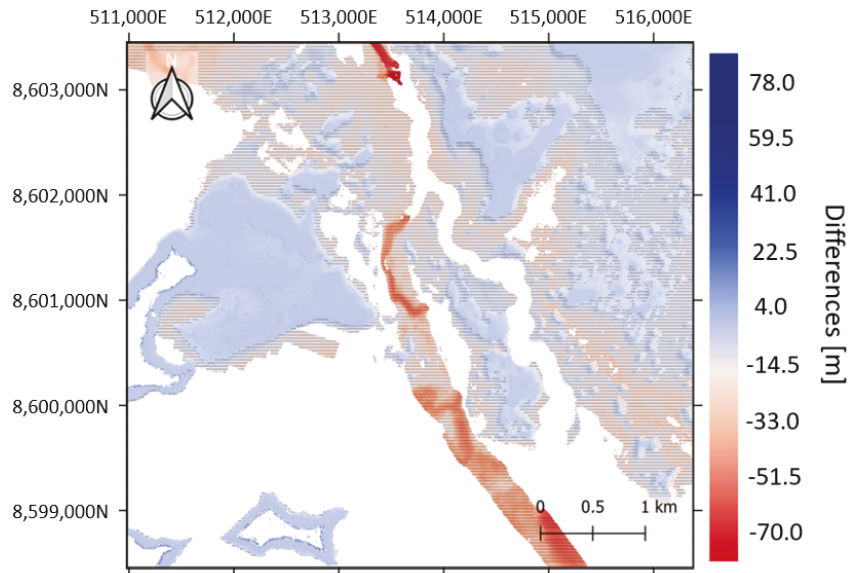 511,000E 512,000E 513,000E 514,000E 515,000E 516,000E
N
8,603,000N
8,602,000N
8,601,000N
8,600,000N
8,599,000N
0 0.5 1 km
78.0
59.5
41.0
22.5
4.0
-14.5
-33.0
-51.5
-70.0
Differences [m]